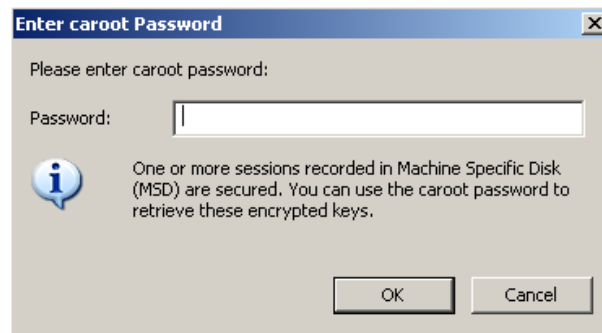 Enter caroot Password
Please enter caroot password:
Password:
One or more sessions recorded in Machine Specific Disk
(MSD) are secured. You can use the caroot password to
retrieve these encrypted keys.
OK
Cancel